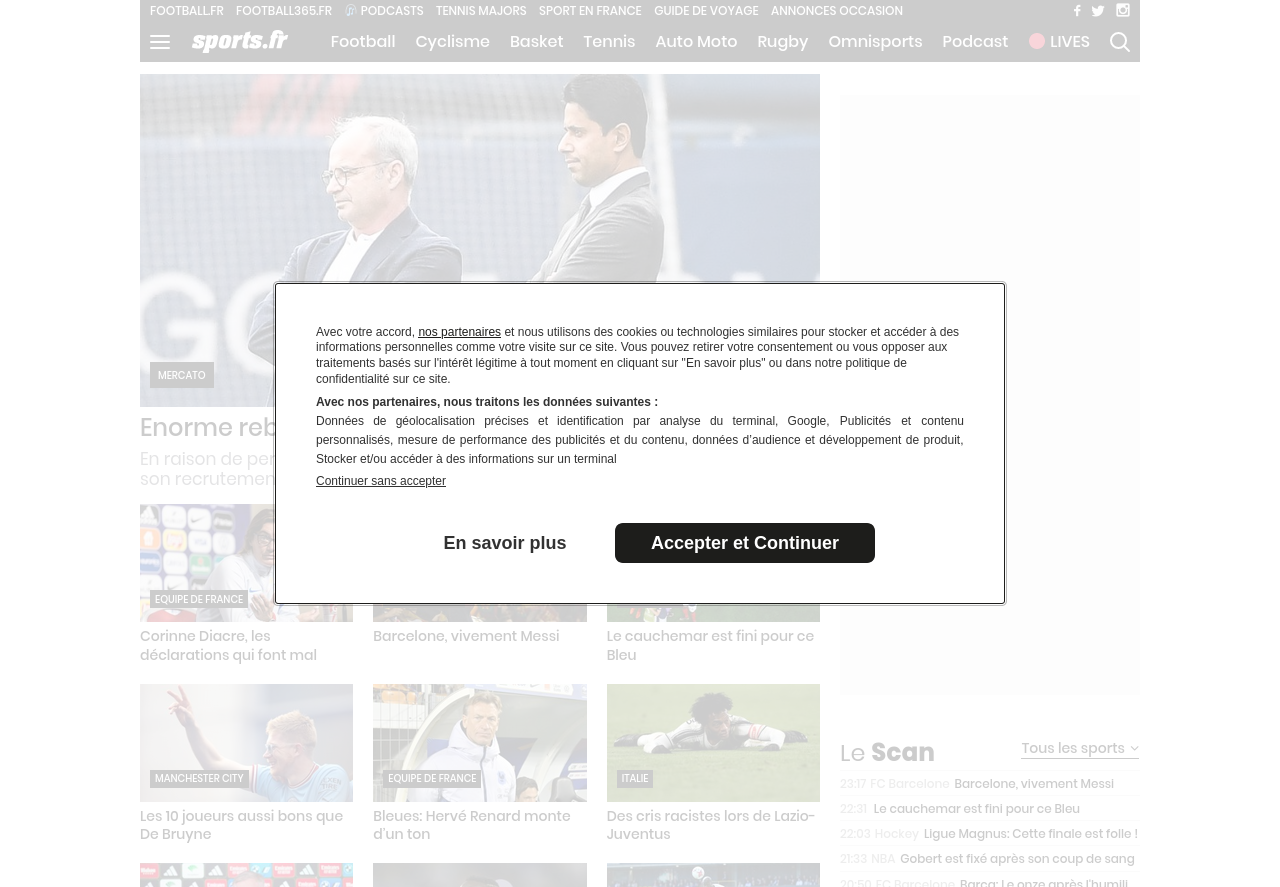 FOOTBALL.FR FOOTBALL365.FR PODCASTS TENNIS MAJORS SPORT EN FRANCE GUIDE DE VOYAGE ANNONCES OCCASION
sports.fr Football Cyclisme Basket Tennis Auto Moto Rugby Omnisports Podcast LIVES
MERCATO
Enorme reb
En raison de per
son recrutemen
Avec votre accord, nos partenaires et nous utilisons des cookies ou technologies similaires pour stocker et accéder à des
informations personnelles comme votre visite sur ce site. Vous pouvez retirer votre consentement ou vous opposer aux
traitements basés sur l'intérêt légitime à tout moment en cliquant sur "En savoir plus" ou dans notre politique de
confidentialité sur ce site.
Avec nos partenaires, nous traitons les données suivantes :
Données de géolocalisation précises et identification par analyse du terminal, Google, Publicités et contenu
personnalisés, mesure de performance des publicités et du contenu, données d’audience et développement de produit,
Stocker et/ou accéder à des informations sur un terminal
Continuer sans accepter
En savoir plus Accepter et Continuer
EQUIPE DE FRANCE
Corinne Diacre, les
déclarations qui font mal
Barcelone, vivement Messi
Le cauchemar est fini pour ce
Bleu
MANCHESTER CITY
Les 10 joueurs aussi bons que
De Bruyne
EQUIPE DE FRANCE
Bleues: Hervé Renard monte
d’un ton
ITALIE
Des cris racistes lors de Lazio-
Juventus
Le Scan Tous les sports
23:17 FC Barcelone Barcelone, vivement Messi
22:31 Le cauchemar est fini pour ce Bleu
22:03 Hockey Ligue Magnus: Cette finale est folle !
21:33 NBA Gobert est fixé après son coup de sang
20:50 FC Barcelone Barça: Le onze après l’humili